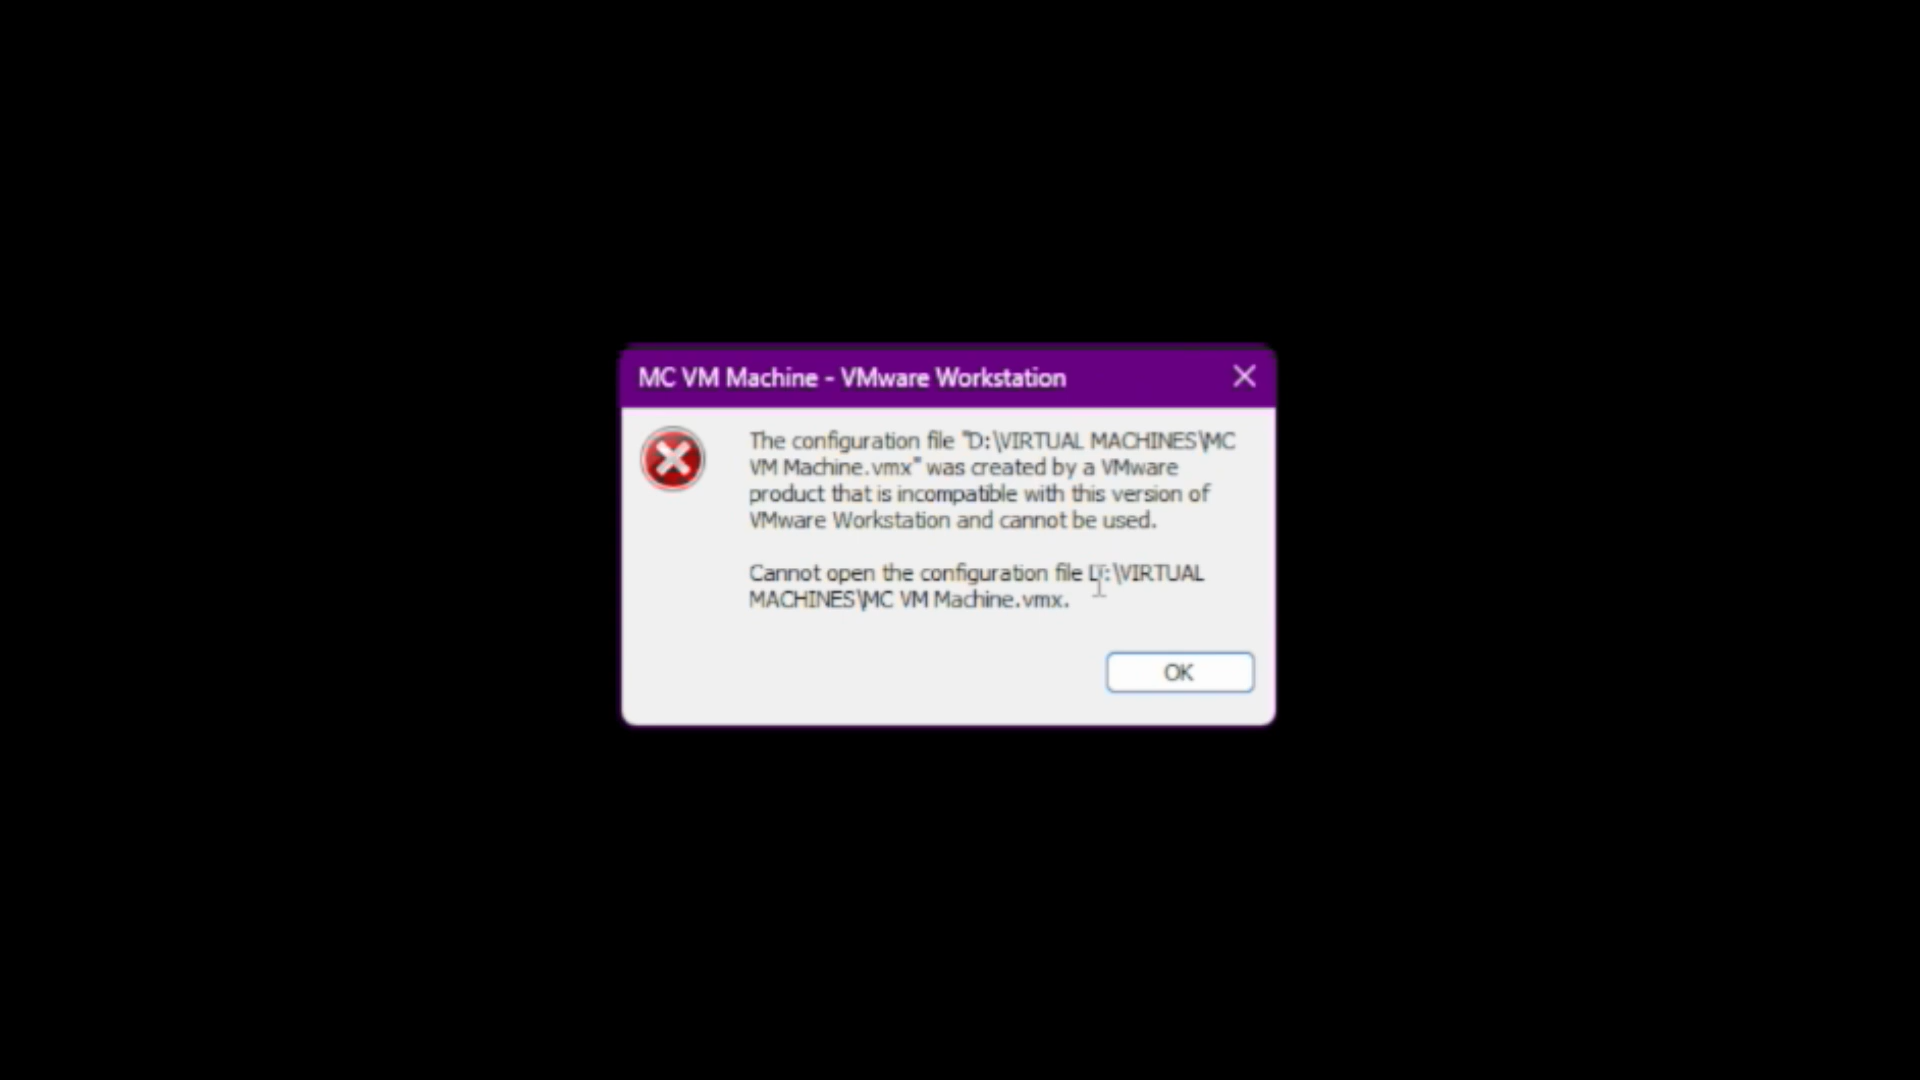 MC VM Machine - VMware Workstation
The configuration file "D:\VIRTUAL MACHINES\MC
VM Machine.vmx" was created by a VMware
product that is incompatible with this version of
VMware Workstation and cannot be used.
Cannot open the configuration file D:\VIRTUAL
MACHINES\MC VM Machine.vmx.
OK